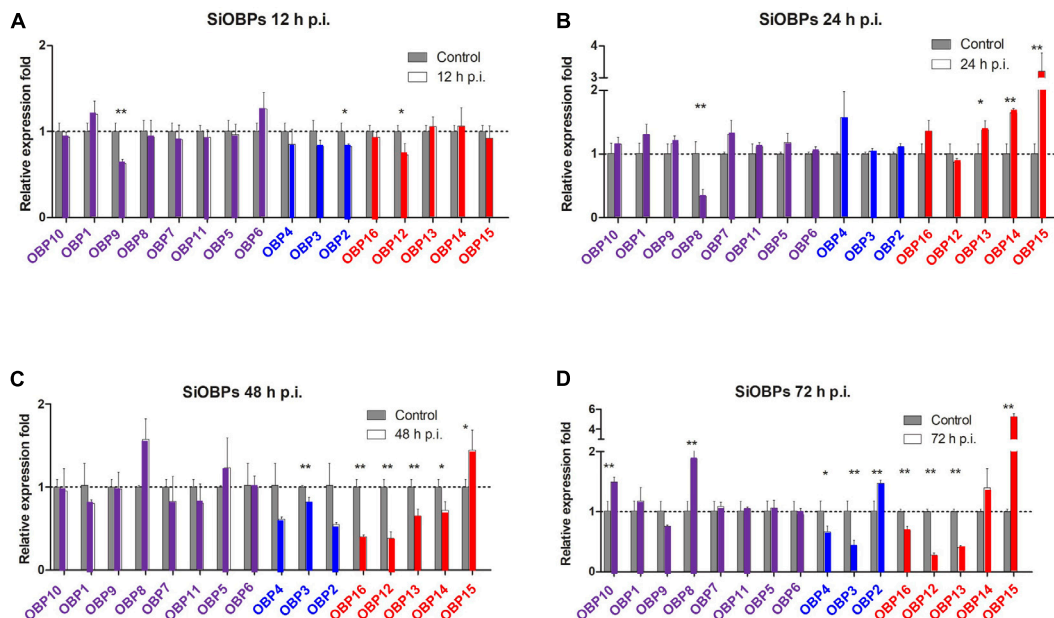 A
SiOBPs 12 h p.i.
Relative expression fold
2
1
0
Control
12 h p.i.
**
*
*
OBP10 OBP1 OBP9 OBP8 OBP7 OBP11 OBP5 OBP6 OBP4 OBP3 OBP2 OBP16 OBP12 OBP13 OBP14 OBP15
B
SiOBPs 24 h p.i.
Relative expression fold
4
3
2
1
0
Control
24 h p.i.
**
*
**
**
OBP10 OBP1 OBP9 OBP8 OBP7 OBP11 OBP5 OBP6 OBP4 OBP3 OBP2 OBP16 OBP12 OBP13 OBP14 OBP15
C
SiOBPs 48 h p.i.
Relative expression fold
2
1
0
Control
48 h p.i.
**
**
**
**
*
*
OBP10 OBP1 OBP9 OBP8 OBP7 OBP11 OBP5 OBP6 OBP4 OBP3 OBP2 OBP16 OBP12 OBP13 OBP14 OBP15
D
SiOBPs 72 h p.i.
Relative expression fold
6
4
2
1
0
Control
72 h p.i.
**
**
*
**
**
**
**
**
**
OBP10 OBP1 OBP9 OBP8 OBP7 OBP11 OBP5 OBP6 OBP4 OBP3 OBP2 OBP16 OBP12 OBP13 OBP14 OBP15